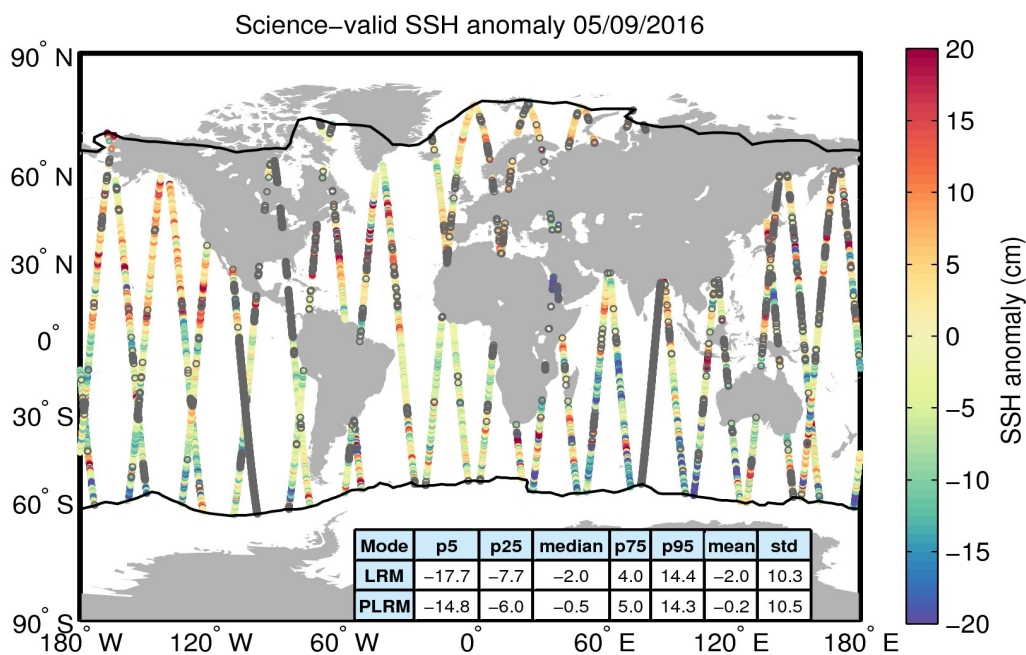 Science−valid SSH anomaly 05/09/2016
90° N
60° N
30° N
0°
30° S
60° S
90° S
180° W
120° W
60° W
0°
60° E
120° E
180° E
Mode p5 p25 median p75 p95 mean std
LRM −17.7 −7.7 −2.0 4.0 14.4 −2.0 10.3
PLRM −14.8 −6.0 −0.5 5.0 14.3 −0.2 10.5
20
15
10
5
0
−5
−10
−15
−20
SSH anomaly (cm)